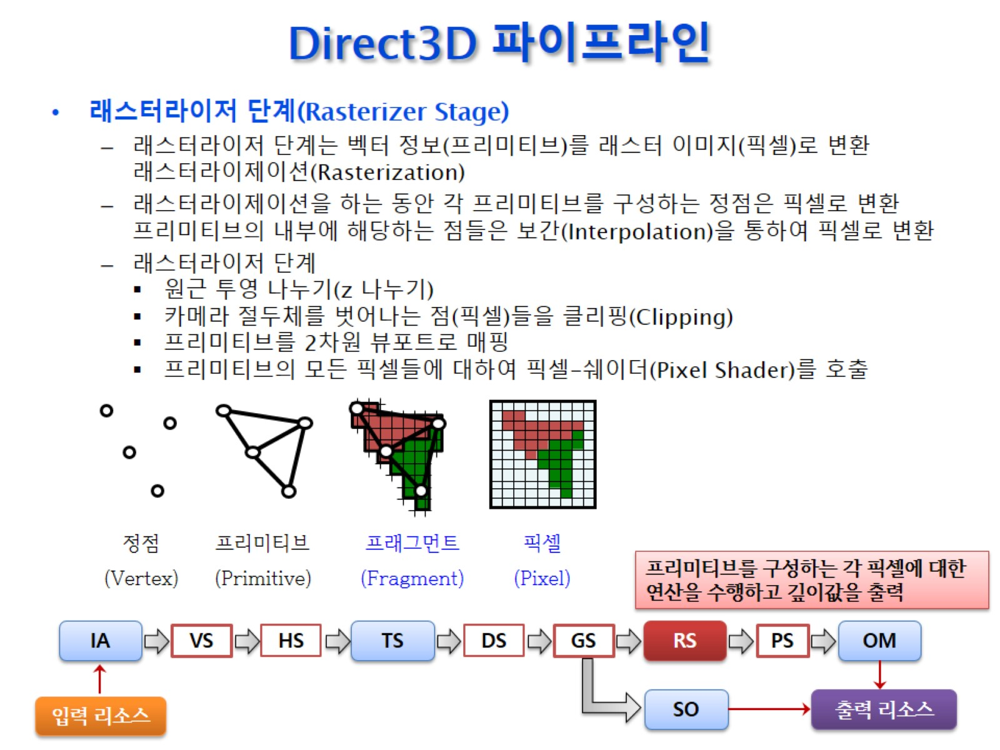 Direct3D 파이프라인
• 래스터라이저 단계(Rasterizer Stage)
– 래스터라이저 단계는 벡터 정보(프리미티브)를 래스터 이미지(픽셀)로 변환
래스터라이제이션(Rasterization)
– 래스터라이제이션을 하는 동안 각 프리미티브를 구성하는 정점은 픽셀로 변환
프리미티브의 내부에 해당하는 점들은 보간(Interpolation)을 통하여 픽셀로 변환
– 래스터라이저 단계
▪ 원근 투영 나누기(z 나누기)
▪ 카메라 절두체를 벗어나는 점(픽셀)들을 클리핑(Clipping)
▪ 프리미티브를 2차원 뷰포트로 매핑
▪ 프리미티브의 모든 픽셀들에 대하여 픽셀-쉐이더(Pixel Shader)를 호출
정점 프리미티브 프래그먼트 픽셀
(Vertex) (Primitive) (Fragment) (Pixel)
프리미티브를 구성하는 각 픽셀에 대한
연산을 수행하고 깊이값을 출력
IA VS HS TS DS GS RS PS OM
입력 리소스 SO 출력 리소스